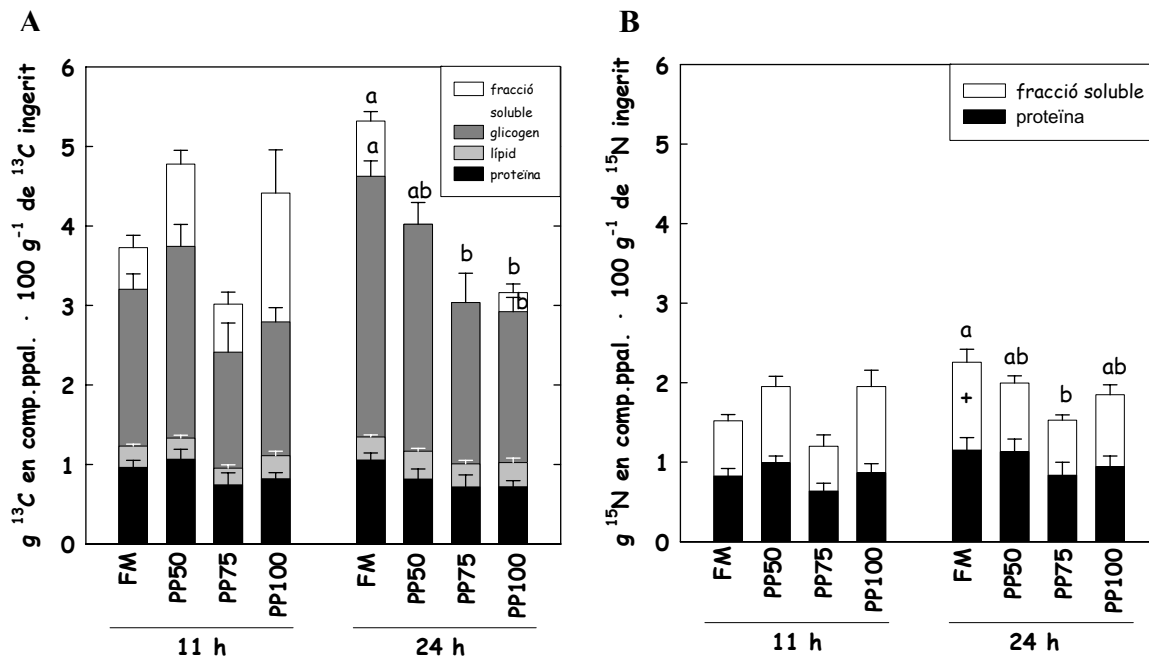 A
g ¹³C en comp.ppal. · 100 g⁻¹ de ¹³C ingerit
6
5
4
3
2
1
0
fracció
soluble
glicogen
lípid
proteïna
a
a
ab
b
b
b
FM
PP50
PP75
PP100
FM
PP50
PP75
PP100
11 h
24 h
B
g ¹⁵N en comp.ppal. · 100 g⁻¹ de ¹⁵N ingerit
6
5
4
3
2
1
0
fracció soluble
proteïna
a
ab
b
ab
+
FM
PP50
PP75
PP100
FM
PP50
PP75
PP100
11 h
24 h